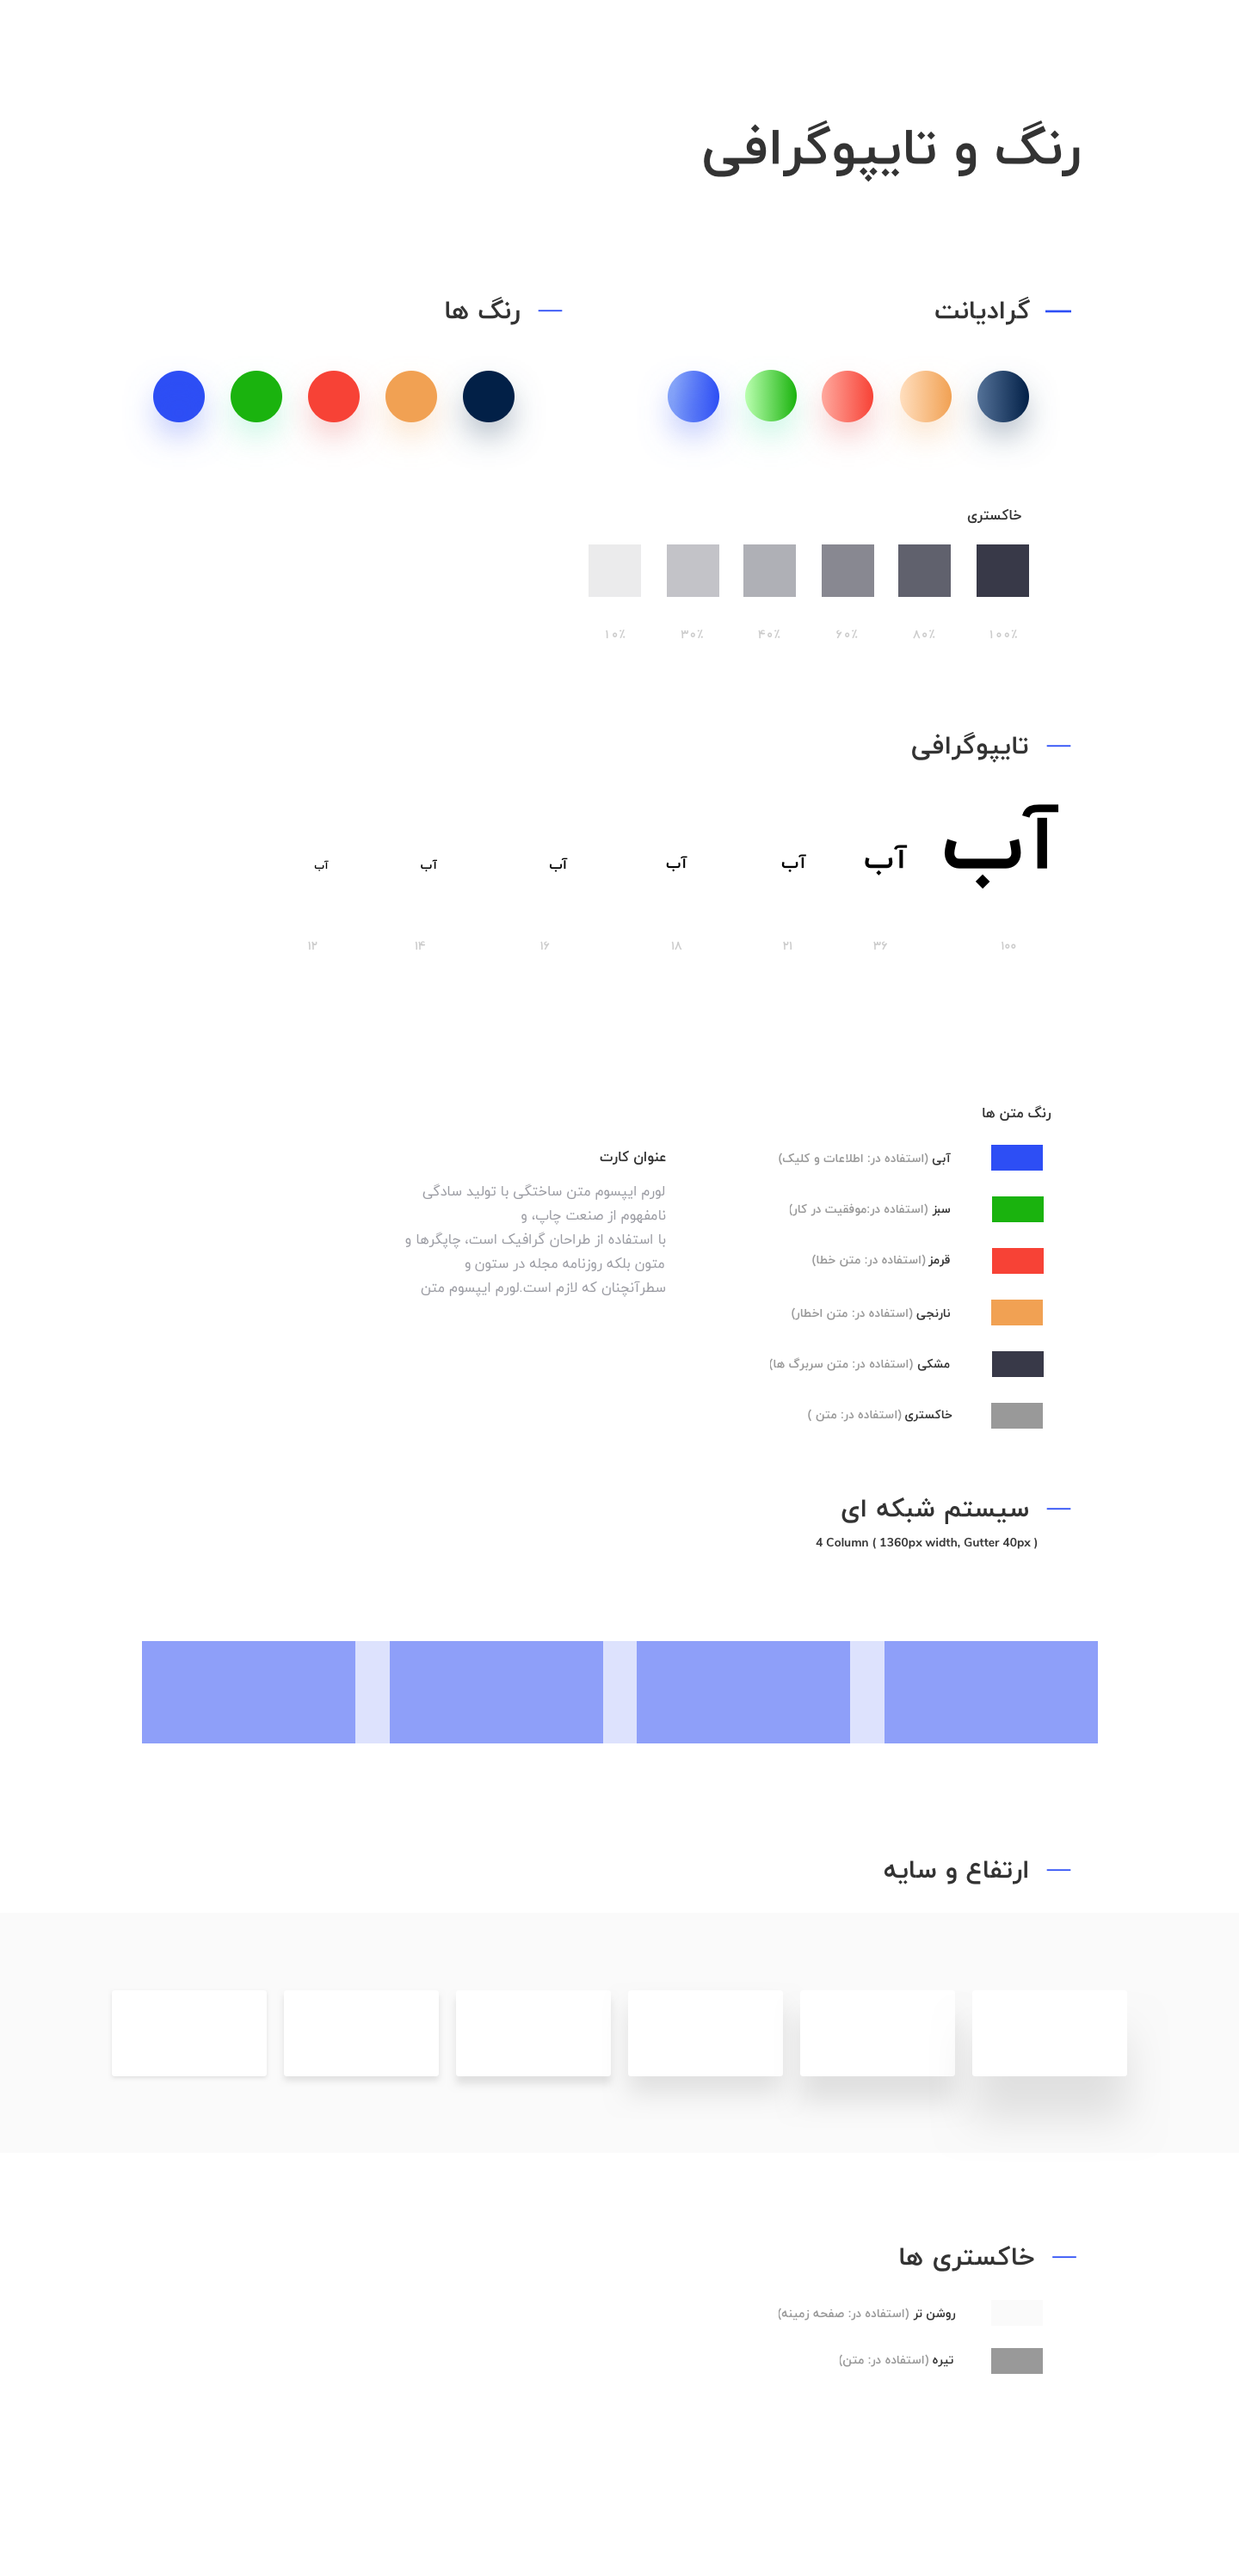 رنگ و تایپوگرافی
گرادیانت
رنگ ها
خاکستری
۱۰۰٪ ۸۰٪ ۶۰٪ ۴۰٪ ۳۰٪ ۱۰٪
تایپوگرافی
آب آب آب آب آب آب آب
۱۰۰ ۳۶ ۲۱ ۱۸ ۱۶ ۱۴ ۱۲
رنگ متن ها
آبی (استفاده در: اطلاعات و کلیک)
سبز (استفاده در:موفقیت در کار)
قرمز (استفاده در: متن خطا)
نارنجی (استفاده در: متن اخطار)
مشکی (استفاده در: متن سربرگ ها)
خاکستری (استفاده در: متن )
عنوان کارت
لورم ایپسوم متن ساختگی با تولید سادگی
نامفهوم از صنعت چاپ، و
با استفاده از طراحان گرافیک است، چاپگرها و
متون بلکه روزنامه مجله در ستون و
سطرآنچنان که لازم است.لورم ایپسوم متن
سیستم شبکه ای
4 Column ( 1360px width, Gutter 40px )
ارتفاع و سایه
خاکستری ها
روشن تر (استفاده در: صفحه زمینه)
تیره (استفاده در: متن)